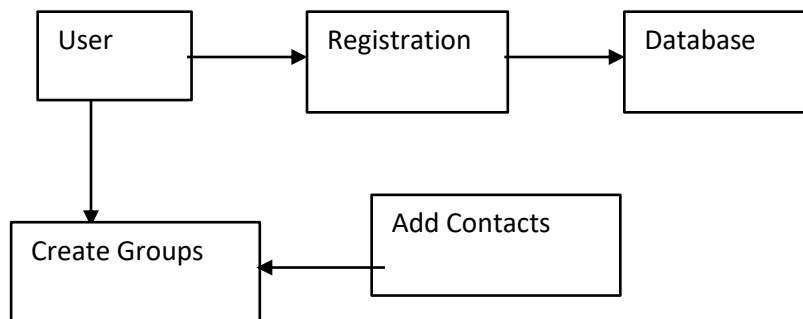 User
Registration
Database
Add Contacts
Create Groups